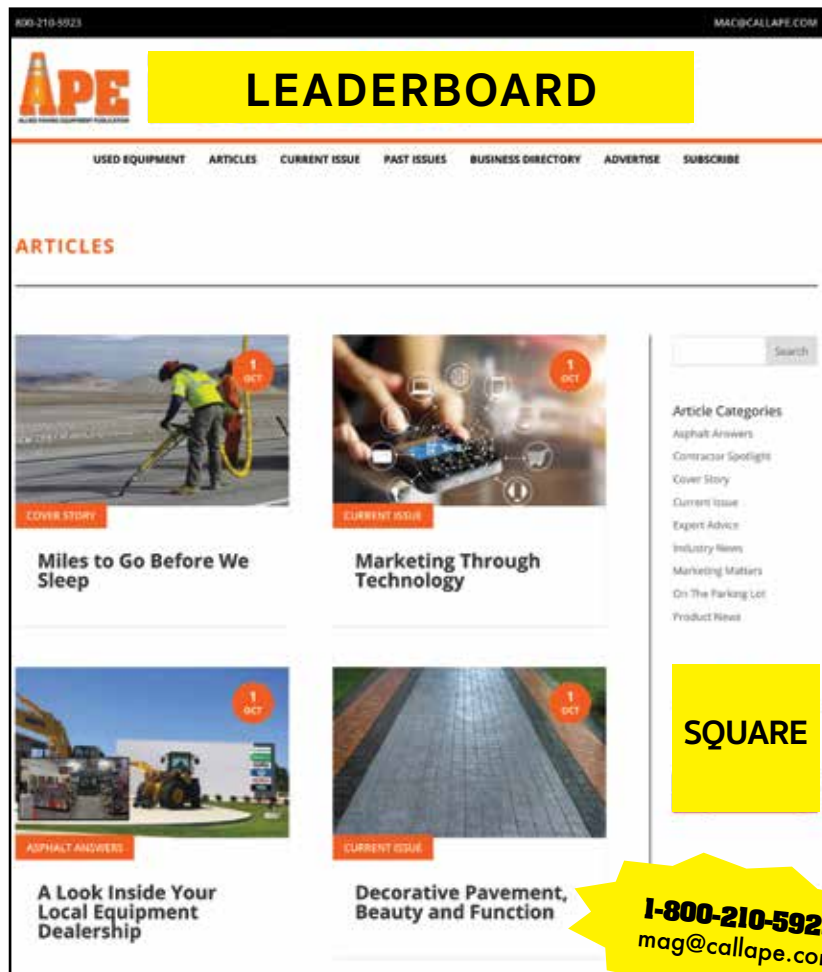 800-210-5923 MAG@CALLAPE.COM
APE
ALLIED PAVING EQUIPMENT PUBLICATION
LEADERBOARD
USED EQUIPMENT ARTICLES CURRENT ISSUE PAST ISSUES BUSINESS DIRECTORY ADVERTISE SUBSCRIBE
ARTICLES
1
OCT
COVER STORY
Miles to Go Before We
Sleep
1
OCT
CURRENT ISSUE
Marketing Through
Technology
Search
Article Categories
Asphalt Answers
Contractor Spotlight
Cover Story
Current Issue
Expert Advice
Industry News
Marketing Matters
On The Parking Lot
Product News
1
OCT
ASPHALT ANSWERS
A Look Inside Your
Local Equipment
Dealership
1
OCT
CURRENT ISSUE
Decorative Pavement,
Beauty and Function
SQUARE
1-800-210-5923
mag@callape.com